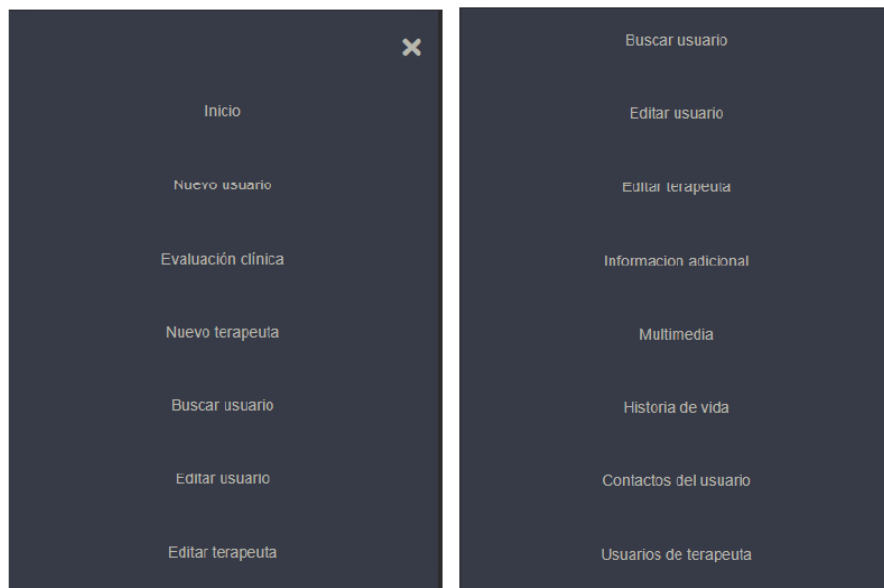 Inicio
Nuevo usuario
Evaluación clínica
Nuevo terapeuta
Buscar usuario
Editar usuario
Editar terapeuta
Buscar usuario
Editar usuario
Editar terapeuta
Informacion adicional
Multimedia
Historia de vida
Contactos del usuario
Usuarios de terapeuta